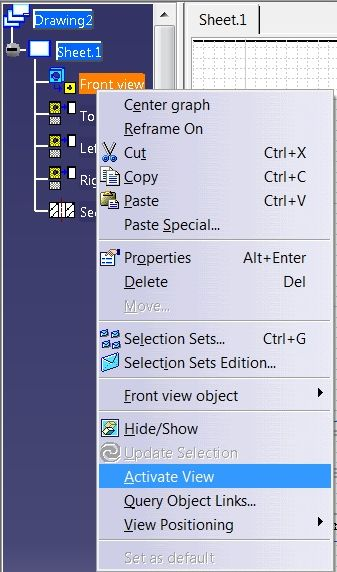 Drawing2
Sheet.1
Sheet.1
Front view
To
Lef
Rig
Se
Center graph
Reframe On
Cut Ctrl+X
Copy Ctrl+C
Paste Ctrl+V
Paste Special...
Properties Alt+Enter
Delete Del
Move...
Selection Sets... Ctrl+G
Selection Sets Edition...
Front view object
Hide/Show
Update Selection
Activate View
Query Object Links...
View Positioning
Set as default